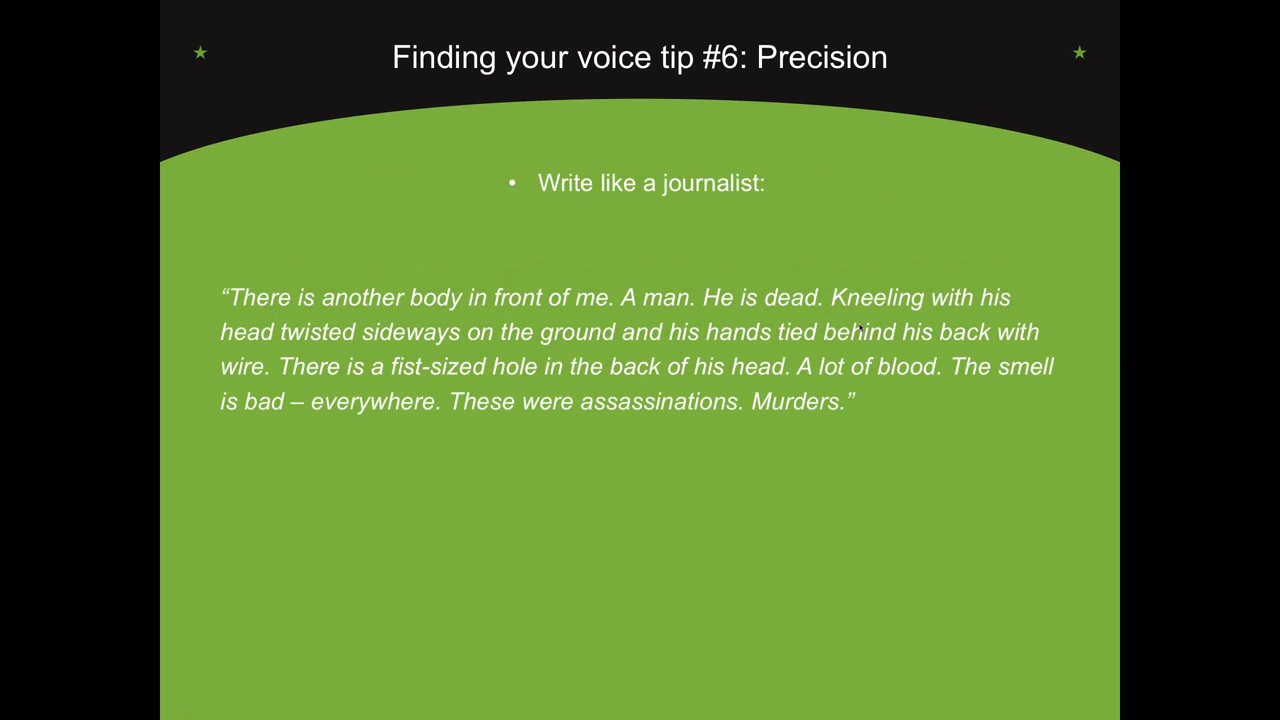 Finding your voice tip #6: Precision
• Write like a journalist:
“There is another body in front of me. A man. He is dead. Kneeling with his
head twisted sideways on the ground and his hands tied behind his back with
wire. There is a fist-sized hole in the back of his head. A lot of blood. The smell
is bad – everywhere. These were assassinations. Murders.”